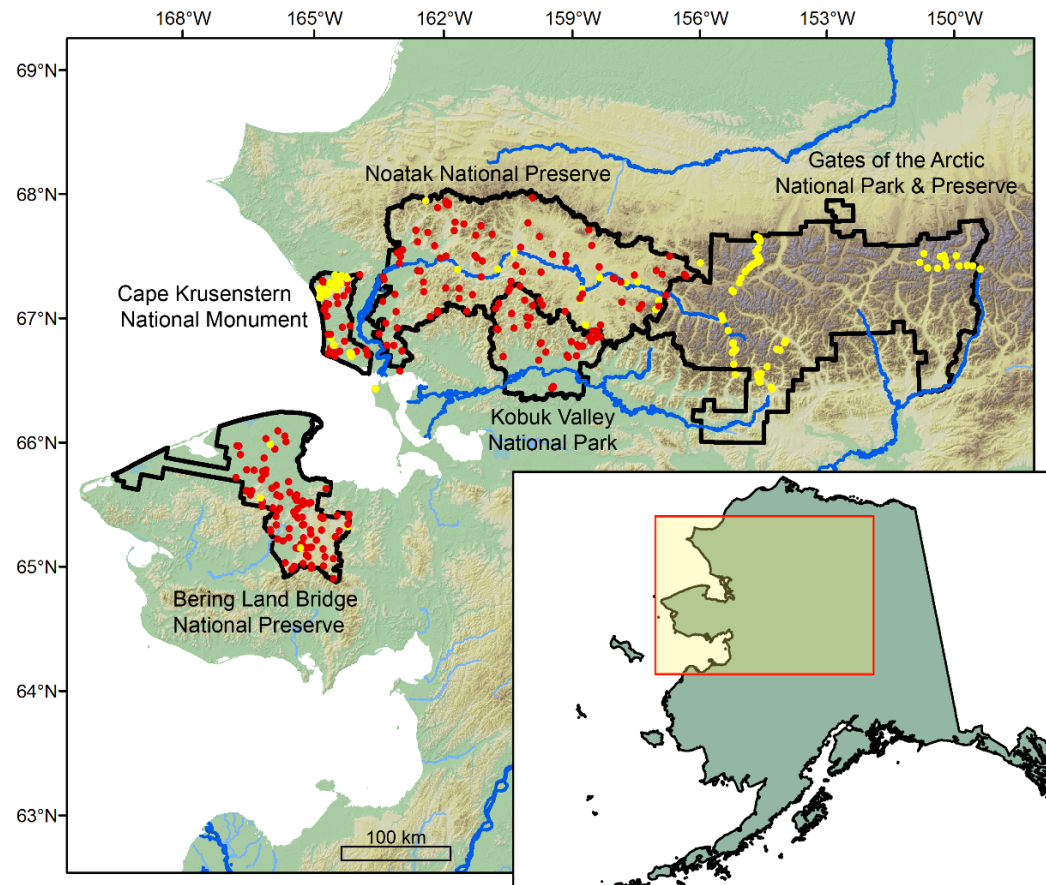 168°W
165°W
162°W
159°W
156°W
153°W
150°W
69°N
68°N
67°N
66°N
65°N
64°N
63°N
Noatak National Preserve
Gates of the Arctic
National Park & Preserve
Cape Krusenstern
National Monument
Kobuk Valley
National Park
Bering Land Bridge
National Preserve
100 km